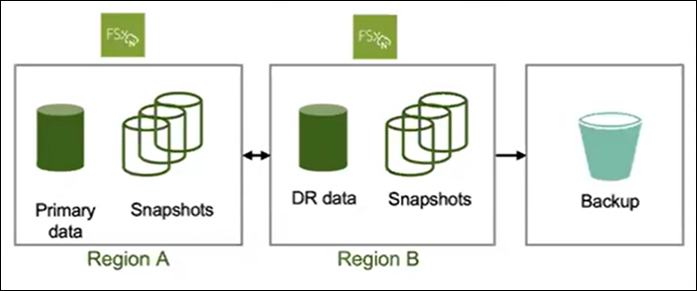 FSx
N
FSx
N
Primary
data
Snapshots
DR data
Snapshots
Backup
Region A
Region B